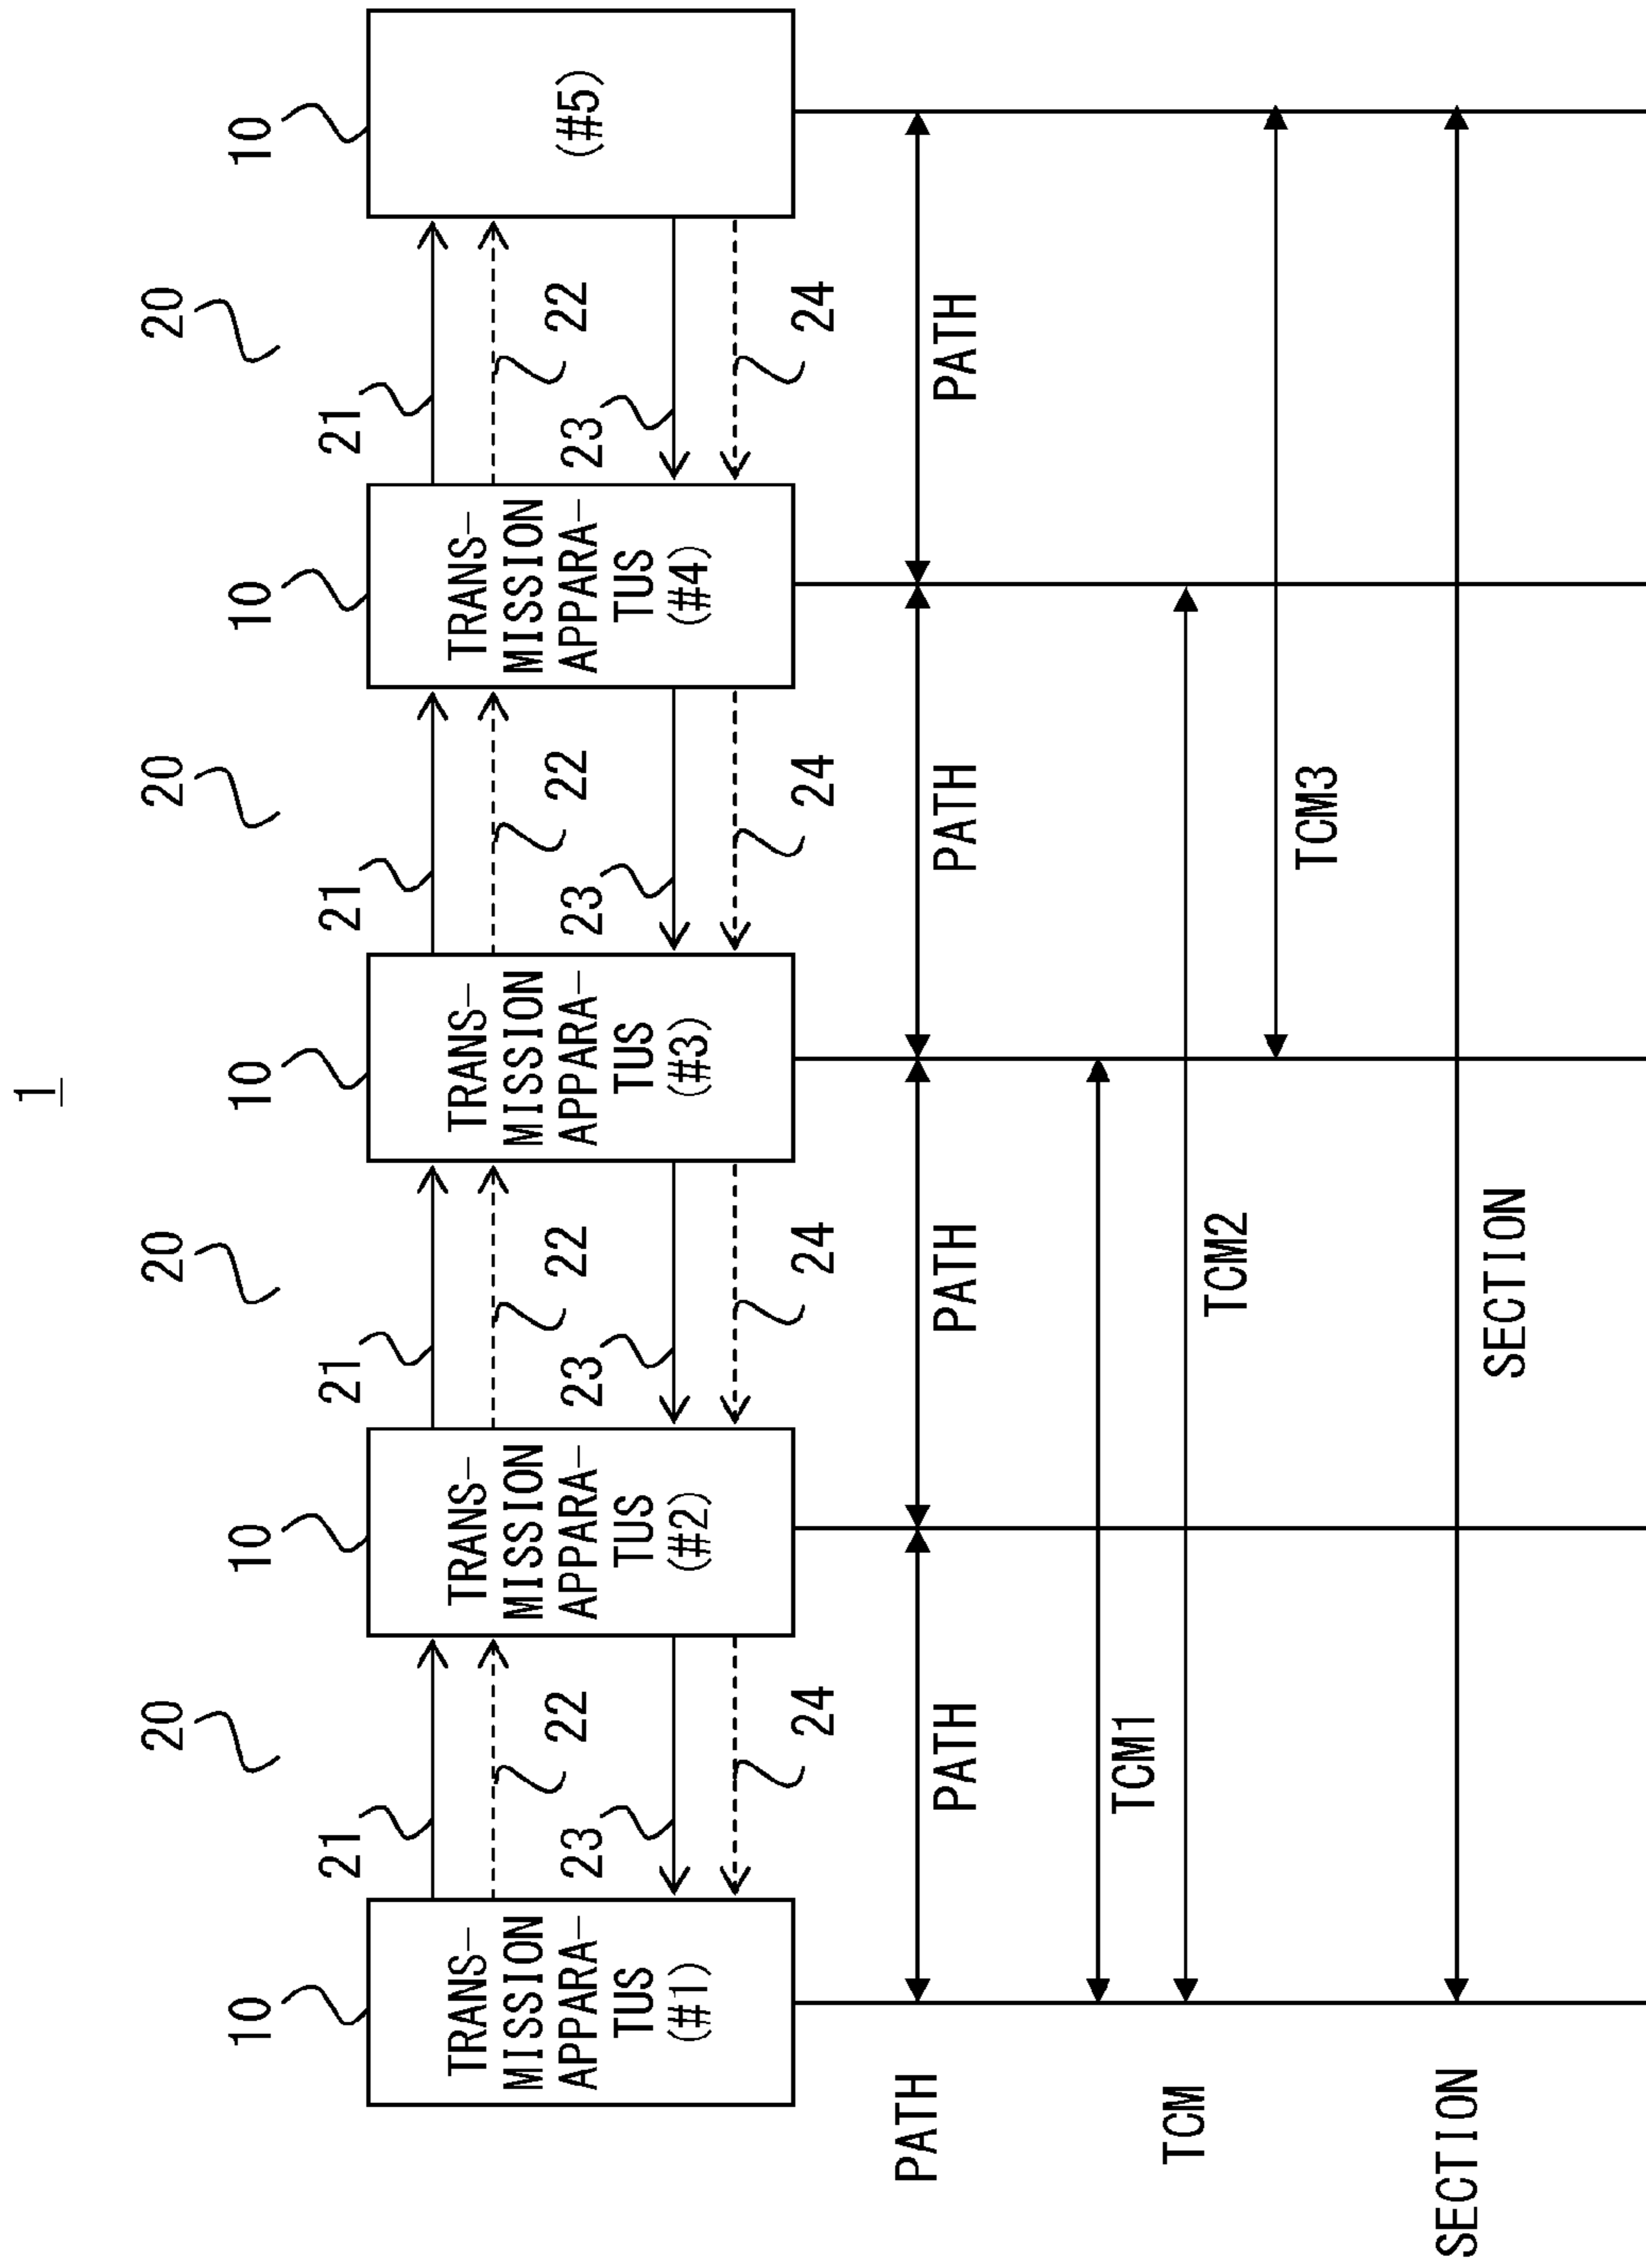 1
20
20
20
20
10
10
10
10
10
21
21
21
21
TRANS-
MISSION
APPARA-
TUS
(#1)
TRANS-
MISSION
APPARA-
TUS
(#2)
TRANS-
MISSION
APPARA-
TUS
(#3)
TRANS-
MISSION
APPARA-
TUS
(#4)
(#5)
22
22
22
22
23
23
23
23
24
24
24
24
PATH
PATH
PATH
PATH
PATH
TCM
TCM1
TCM2
TCM3
SECTION
SECTION